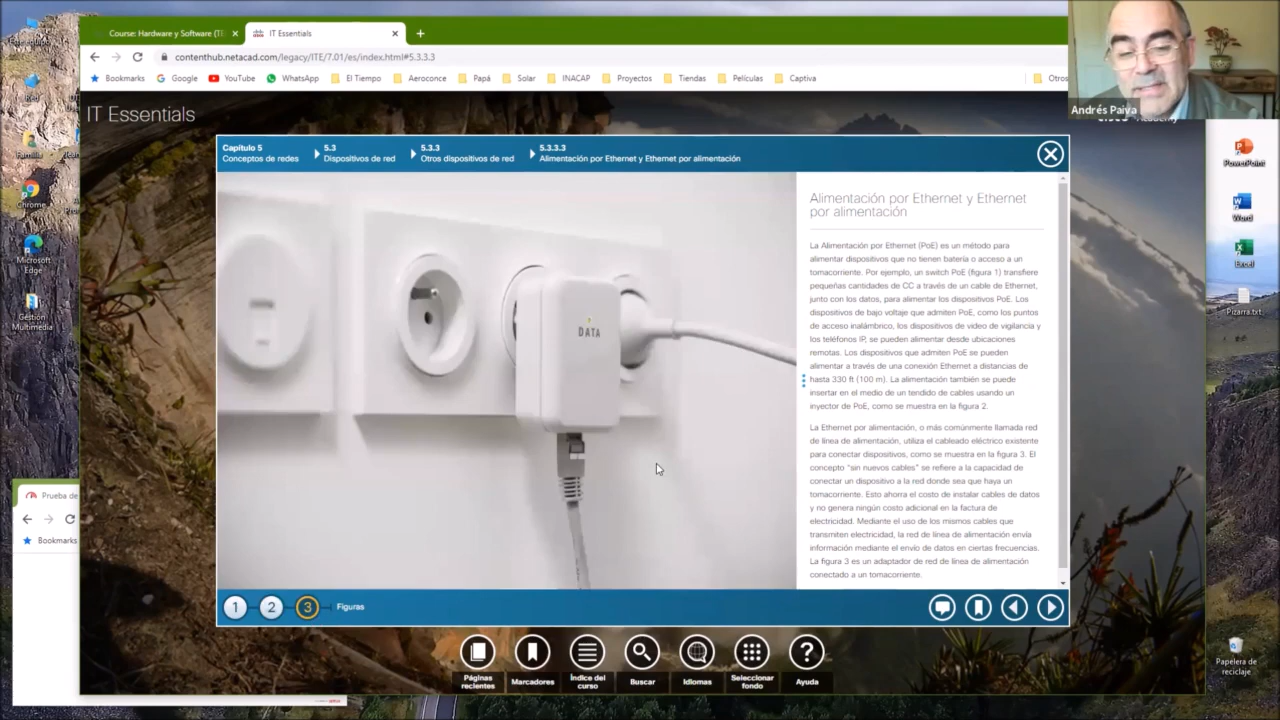 Course: Hardware y Software (TI
IT Essentials
contenthub.netacad.com/legacy/ITE/7.01/es/index.html#5.3.3.3
Bookmarks
Google
YouTube
WhatsApp
El Tiempo
Aeroconce
Papá
Solar
INACAP
Proyectos
Tiendas
Películas
Captiva
Otros
Andrés Paiva
Academy
IT Essentials
Capítulo 5
Conceptos de redes
5.3
Dispositivos de red
5.3.3
Otros dispositivos de red
5.3.3.3
Alimentación por Ethernet y Ethernet por alimentación
DATA
Alimentación por Ethernet y Ethernet
por alimentación
La Alimentación por Ethernet (PoE) es un método para
alimentar dispositivos que no tienen batería o acceso a un
tomacorriente. Por ejemplo, un switch PoE (figura 1) transfiere
pequeñas cantidades de CC a través de un cable de Ethernet,
junto con los datos, para alimentar los dispositivos PoE. Los
dispositivos de bajo voltaje que admiten PoE, como los puntos
de acceso inalámbrico, los dispositivos de video de vigilancia y
los teléfonos IP, se pueden alimentar desde ubicaciones
remotas. Los dispositivos que admiten PoE se pueden
alimentar a través de una conexión Ethernet a distancias de
hasta 330 ft (100 m). La alimentación también se puede
insertar en el medio de un tendido de cables usando un
inyector de PoE, como se muestra en la figura 2.
La Ethernet por alimentación, o más comúnmente llamada red
de línea de alimentación, utiliza el cableado eléctrico existente
para conectar dispositivos, como se muestra en la figura 3. El
concepto "sin nuevos cables" se refiere a la capacidad de
conectar un dispositivo a la red donde sea que haya un
tomacorriente. Esto ahorra el costo de instalar cables de datos
y no genera ningún costo adicional en la factura de
electricidad. Mediante el uso de los mismos cables que
transmiten electricidad, la red de línea de alimentación envía
información mediante el envío de datos en ciertas frecuencias.
La figura 3 es un adaptador de red de línea de alimentación
conectado a un tomacorriente.
1
2
3
Figuras
Páginas
recientes
Marcadores
Índice del
curso
Buscar
Idiomas
Seleccionar
fondo
Ayuda
Red
Familia
Chrome
Microsoft
Edge
Gestión
Multimedia
Prueba de
Bookmarks
PowerPoint
Word
Excel
Pizarra.txt
Papelera de
reciclaje